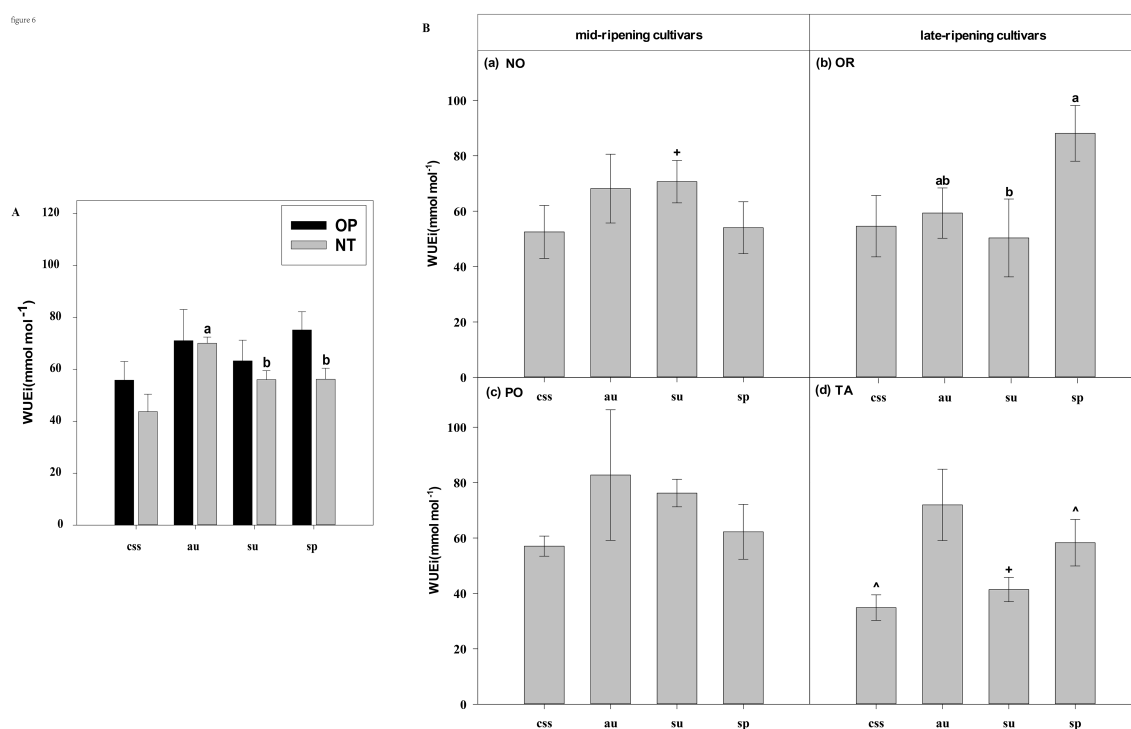 figure 6
A
120
100
80
60
40
20
0
WUEi(mmol mol⁻¹)
OP
NT
a
b
b
css au su sp
B
mid-ripening cultivars late-ripening cultivars
(a) NO
100
80
60
40
20
0
WUEi(mmol mol⁻¹)
+
css au su sp
(b) OR
ab
b
a
css au su sp
(c) PO
100
80
60
40
20
0
WUEi(mmol mol⁻¹)
css au su sp
(d) TA
^
+
^
css au su sp